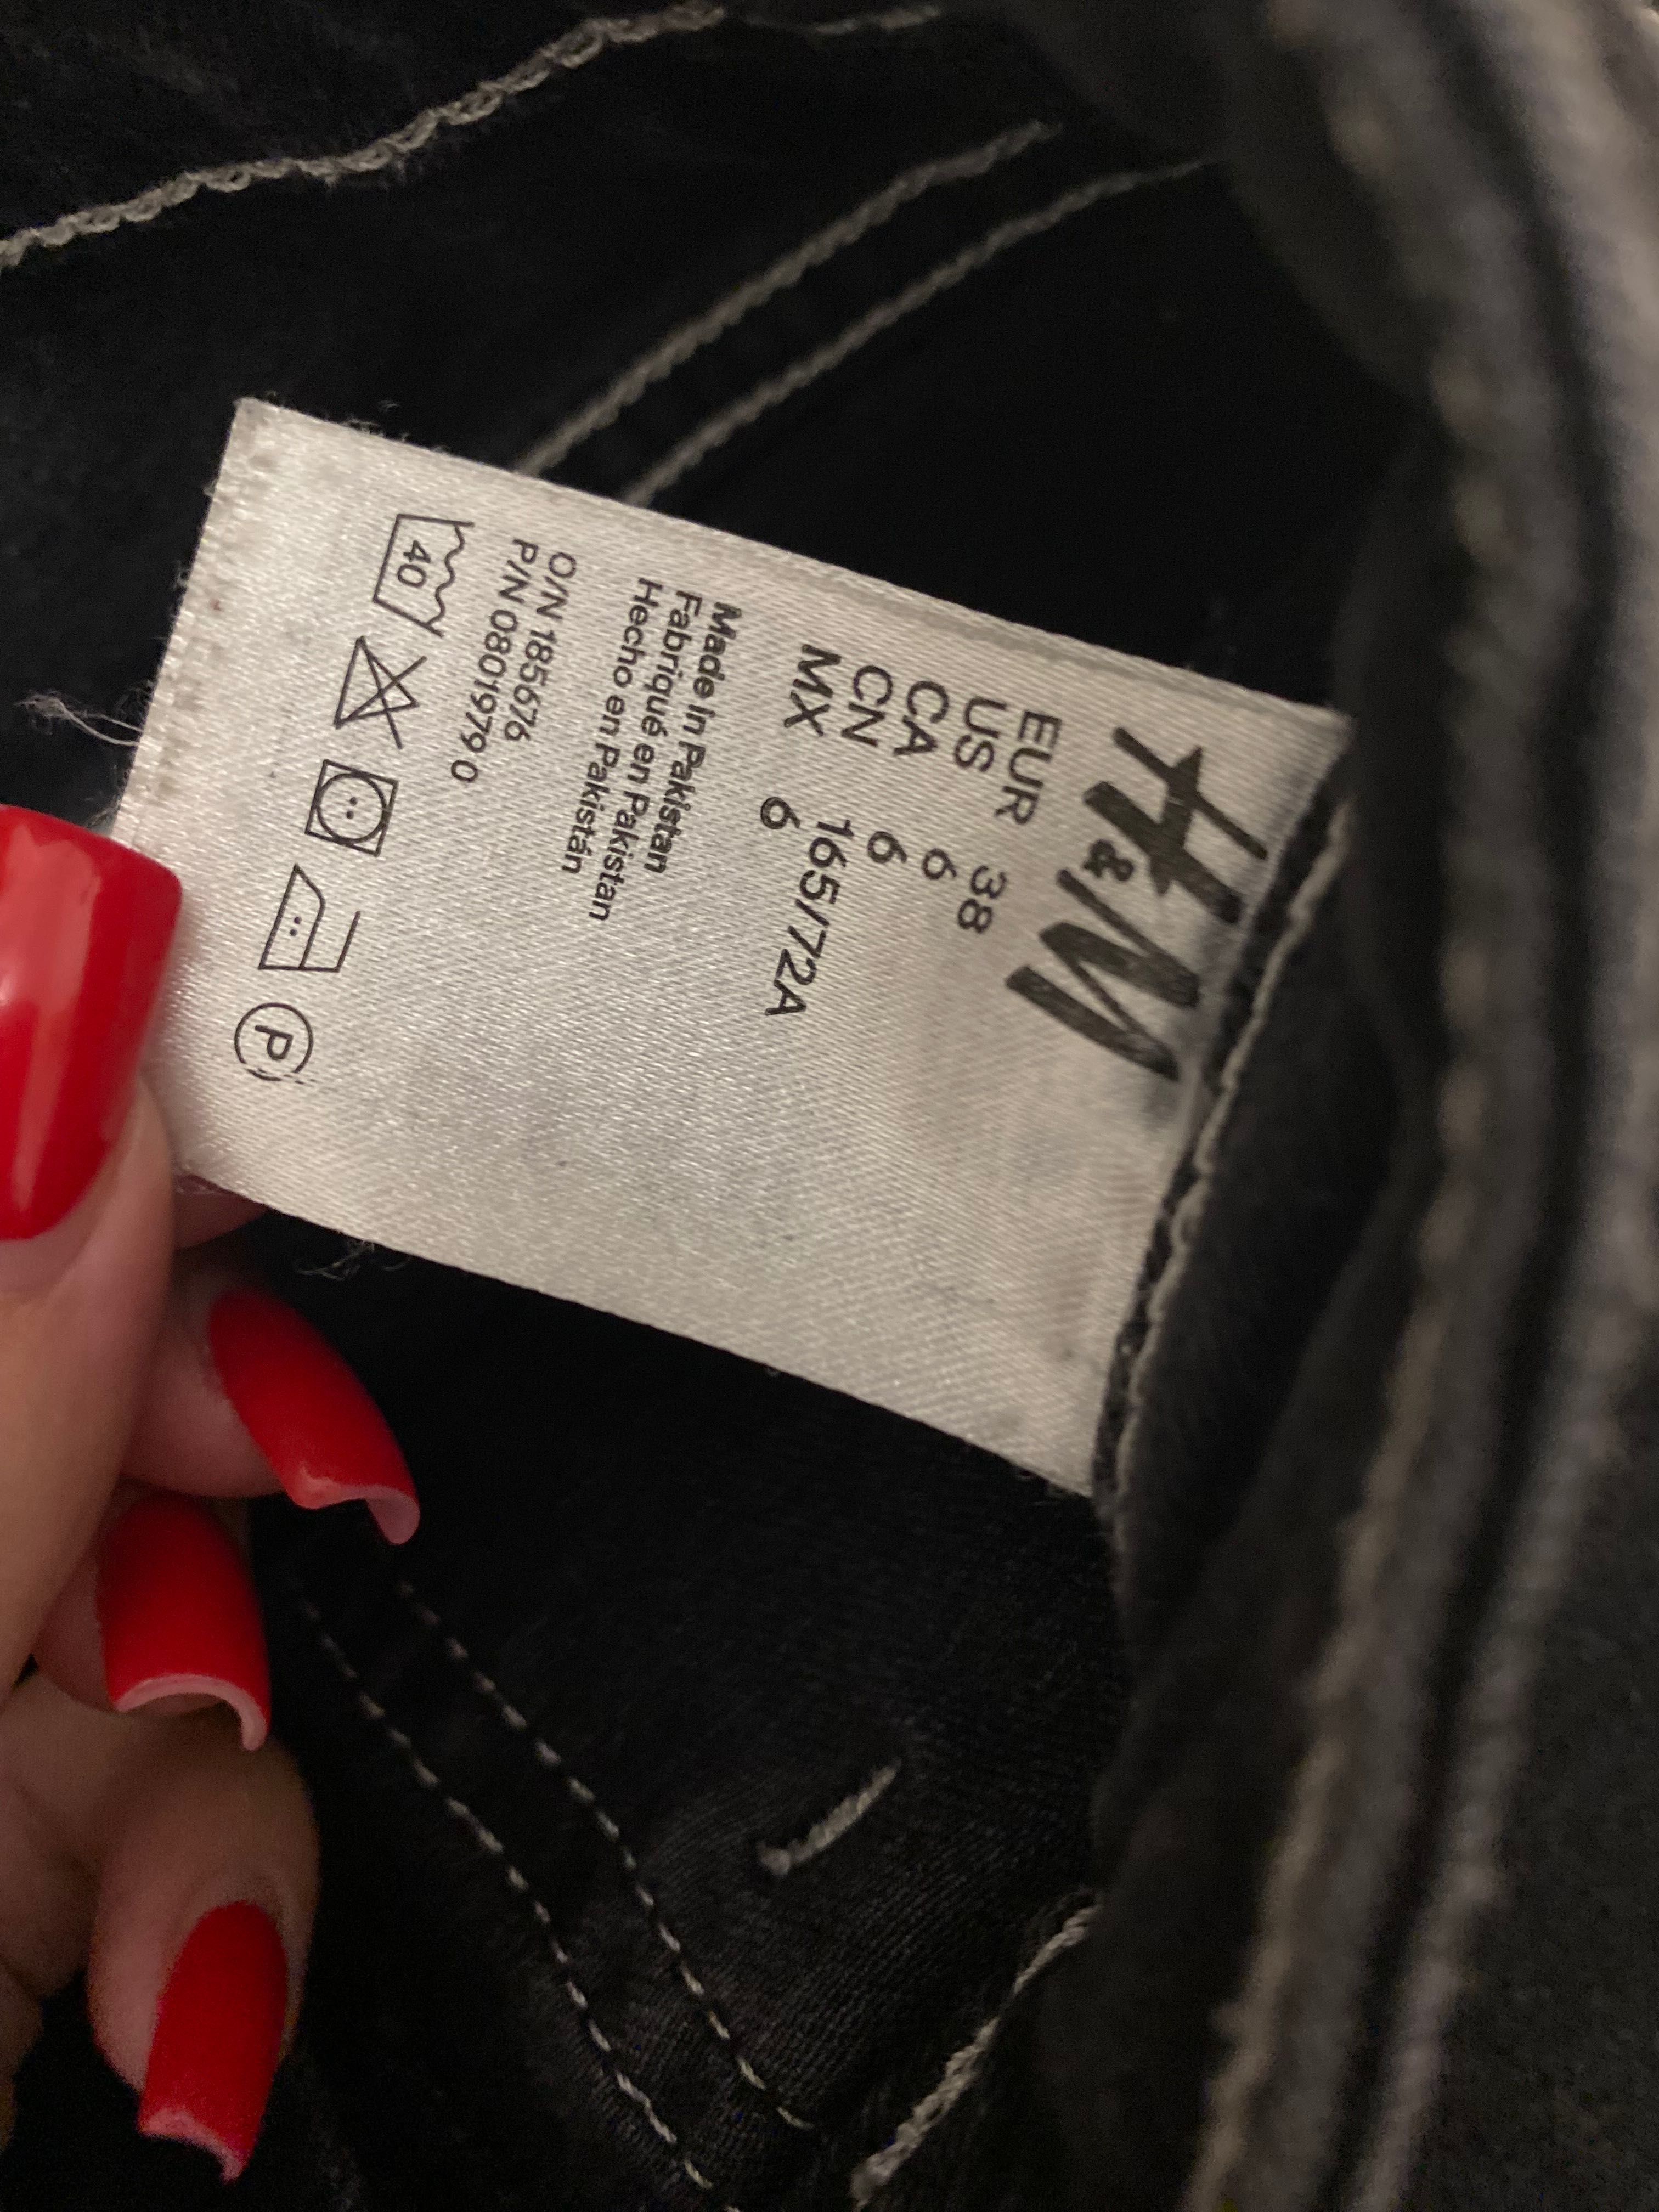 H&M
EUR 38
US 6
CA 6
CN 165/72A
MX 6
Made in Pakistan
Fabriqué en Pakistan
Hecho en Pakistán
O/N 185676
P/N 0801979 0
40
P